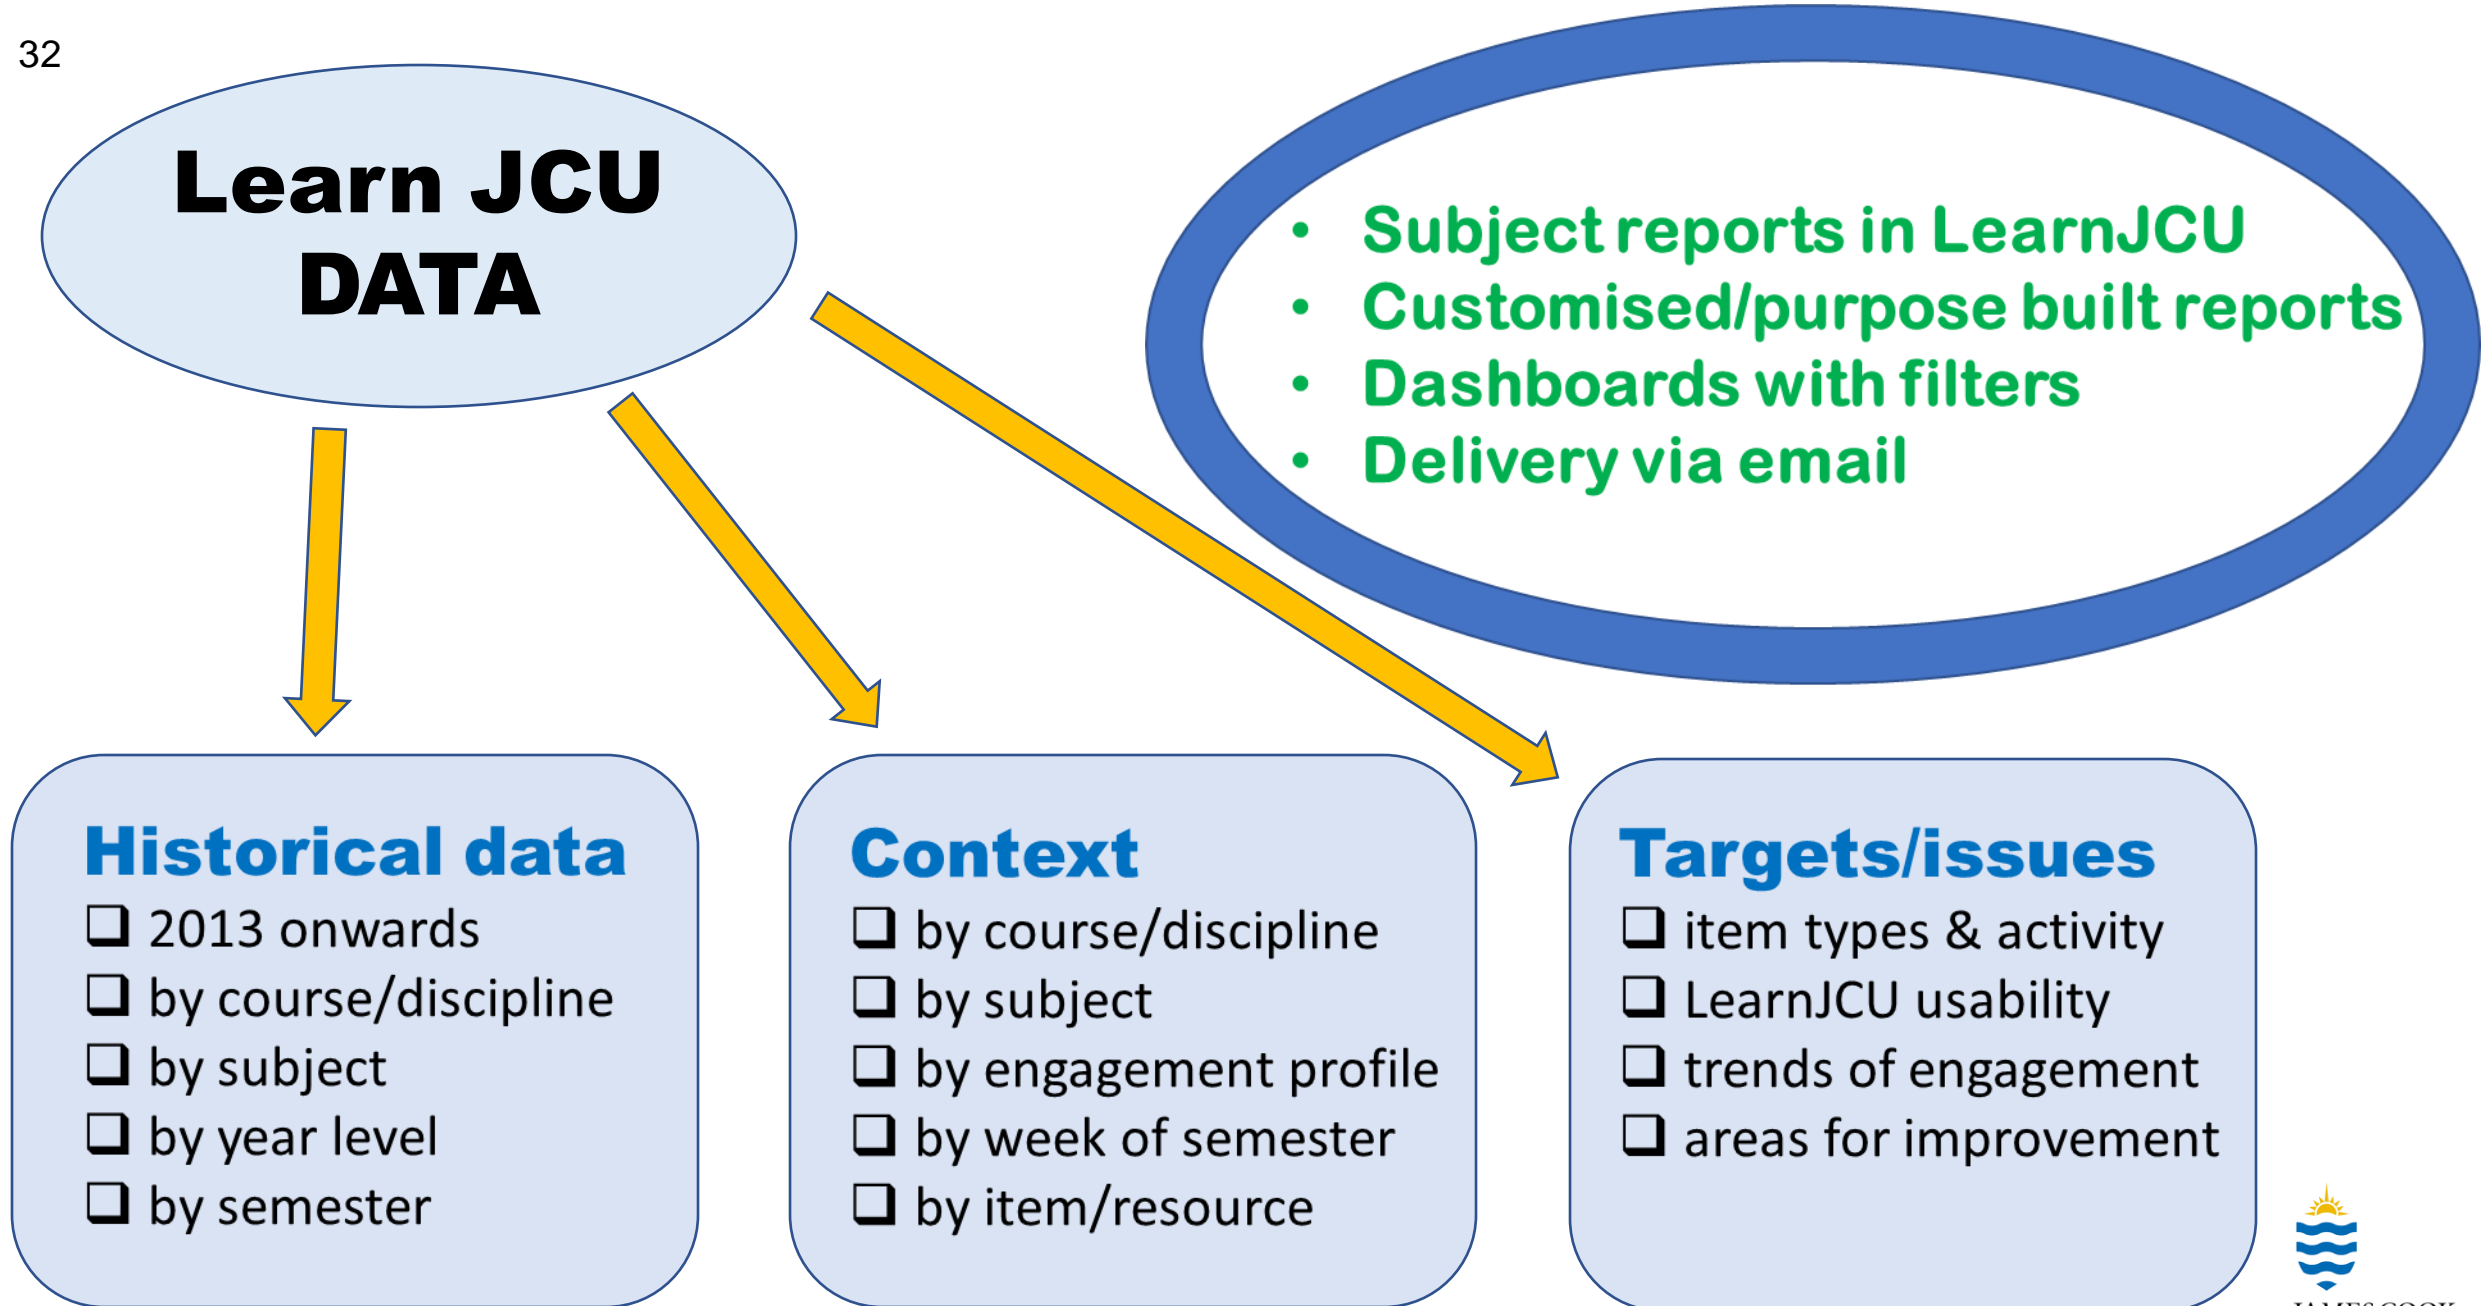 32
Learn JCU
DATA
• Subject reports in LearnJCU
• Customised/purpose built reports
• Dashboards with filters
• Delivery via email
Historical data
❑ 2013 onwards
❑ by course/discipline
❑ by subject
❑ by year level
❑ by semester
Context
❑ by course/discipline
❑ by subject
❑ by engagement profile
❑ by week of semester
❑ by item/resource
Targets/issues
❑ item types & activity
❑ LearnJCU usability
❑ trends of engagement
❑ areas for improvement
JAMES COOK